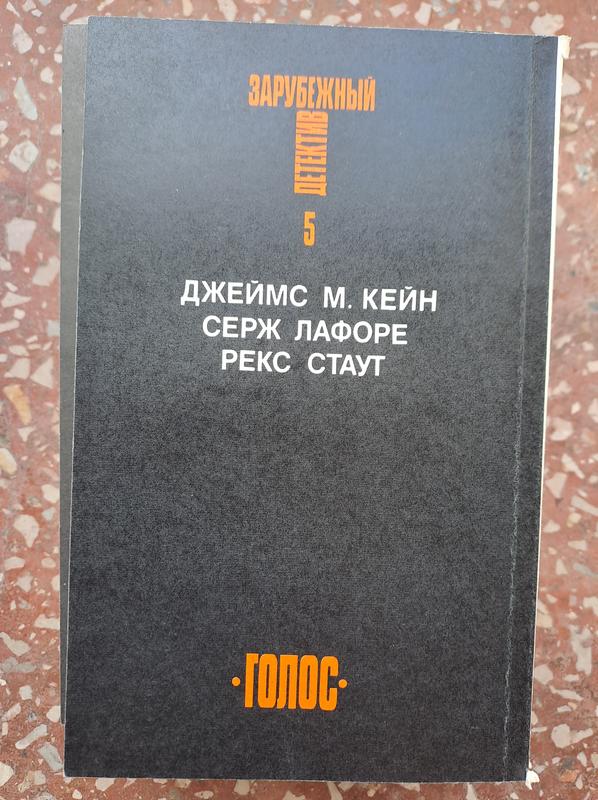 ЗАРУБЕЖНЫЙ
ДЕТЕКТИВ
5
ДЖЕЙМС М. КЕЙН
СЕРЖ ЛАФОРЕ
РЕКС СТАУТ
·ГОЛОС·